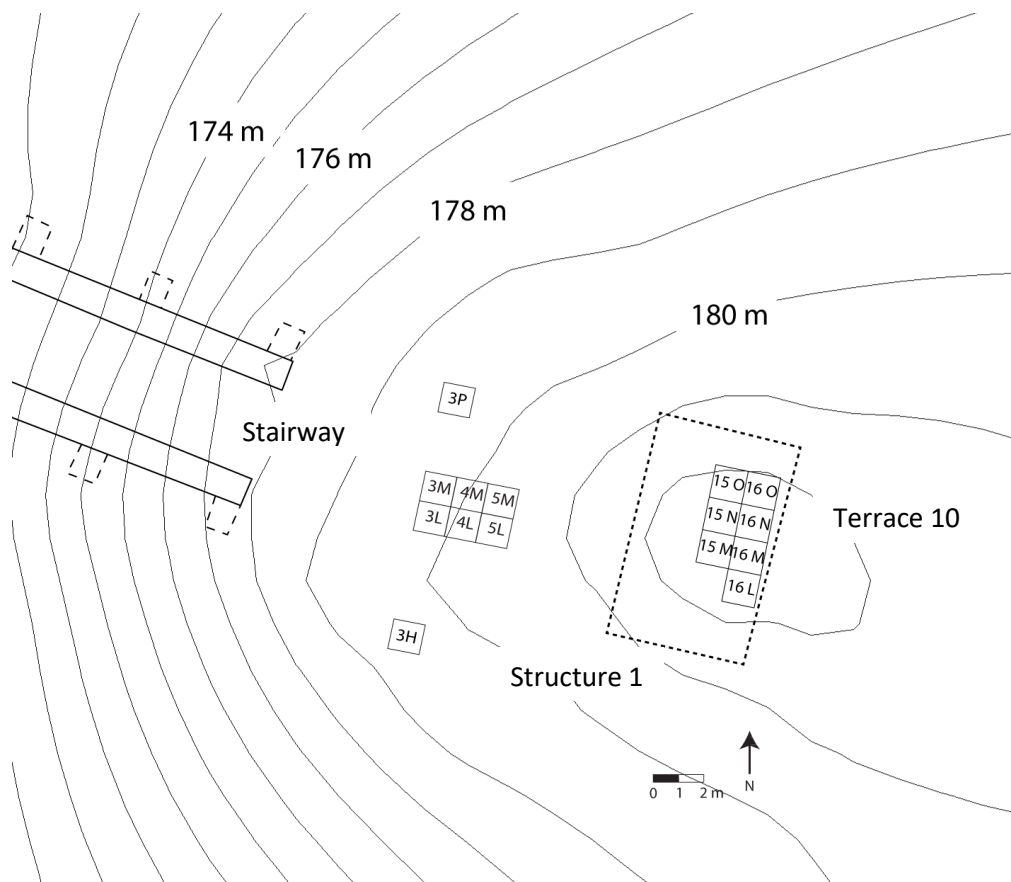 174 m
176 m
178 m
180 m
3P
Stairway
3M 4M 5M
3L 4L 5L
15 O 16 O
15 N 16 N
15 M 16 M
16 L
Terrace 10
3H
Structure 1
N
0 1 2 m